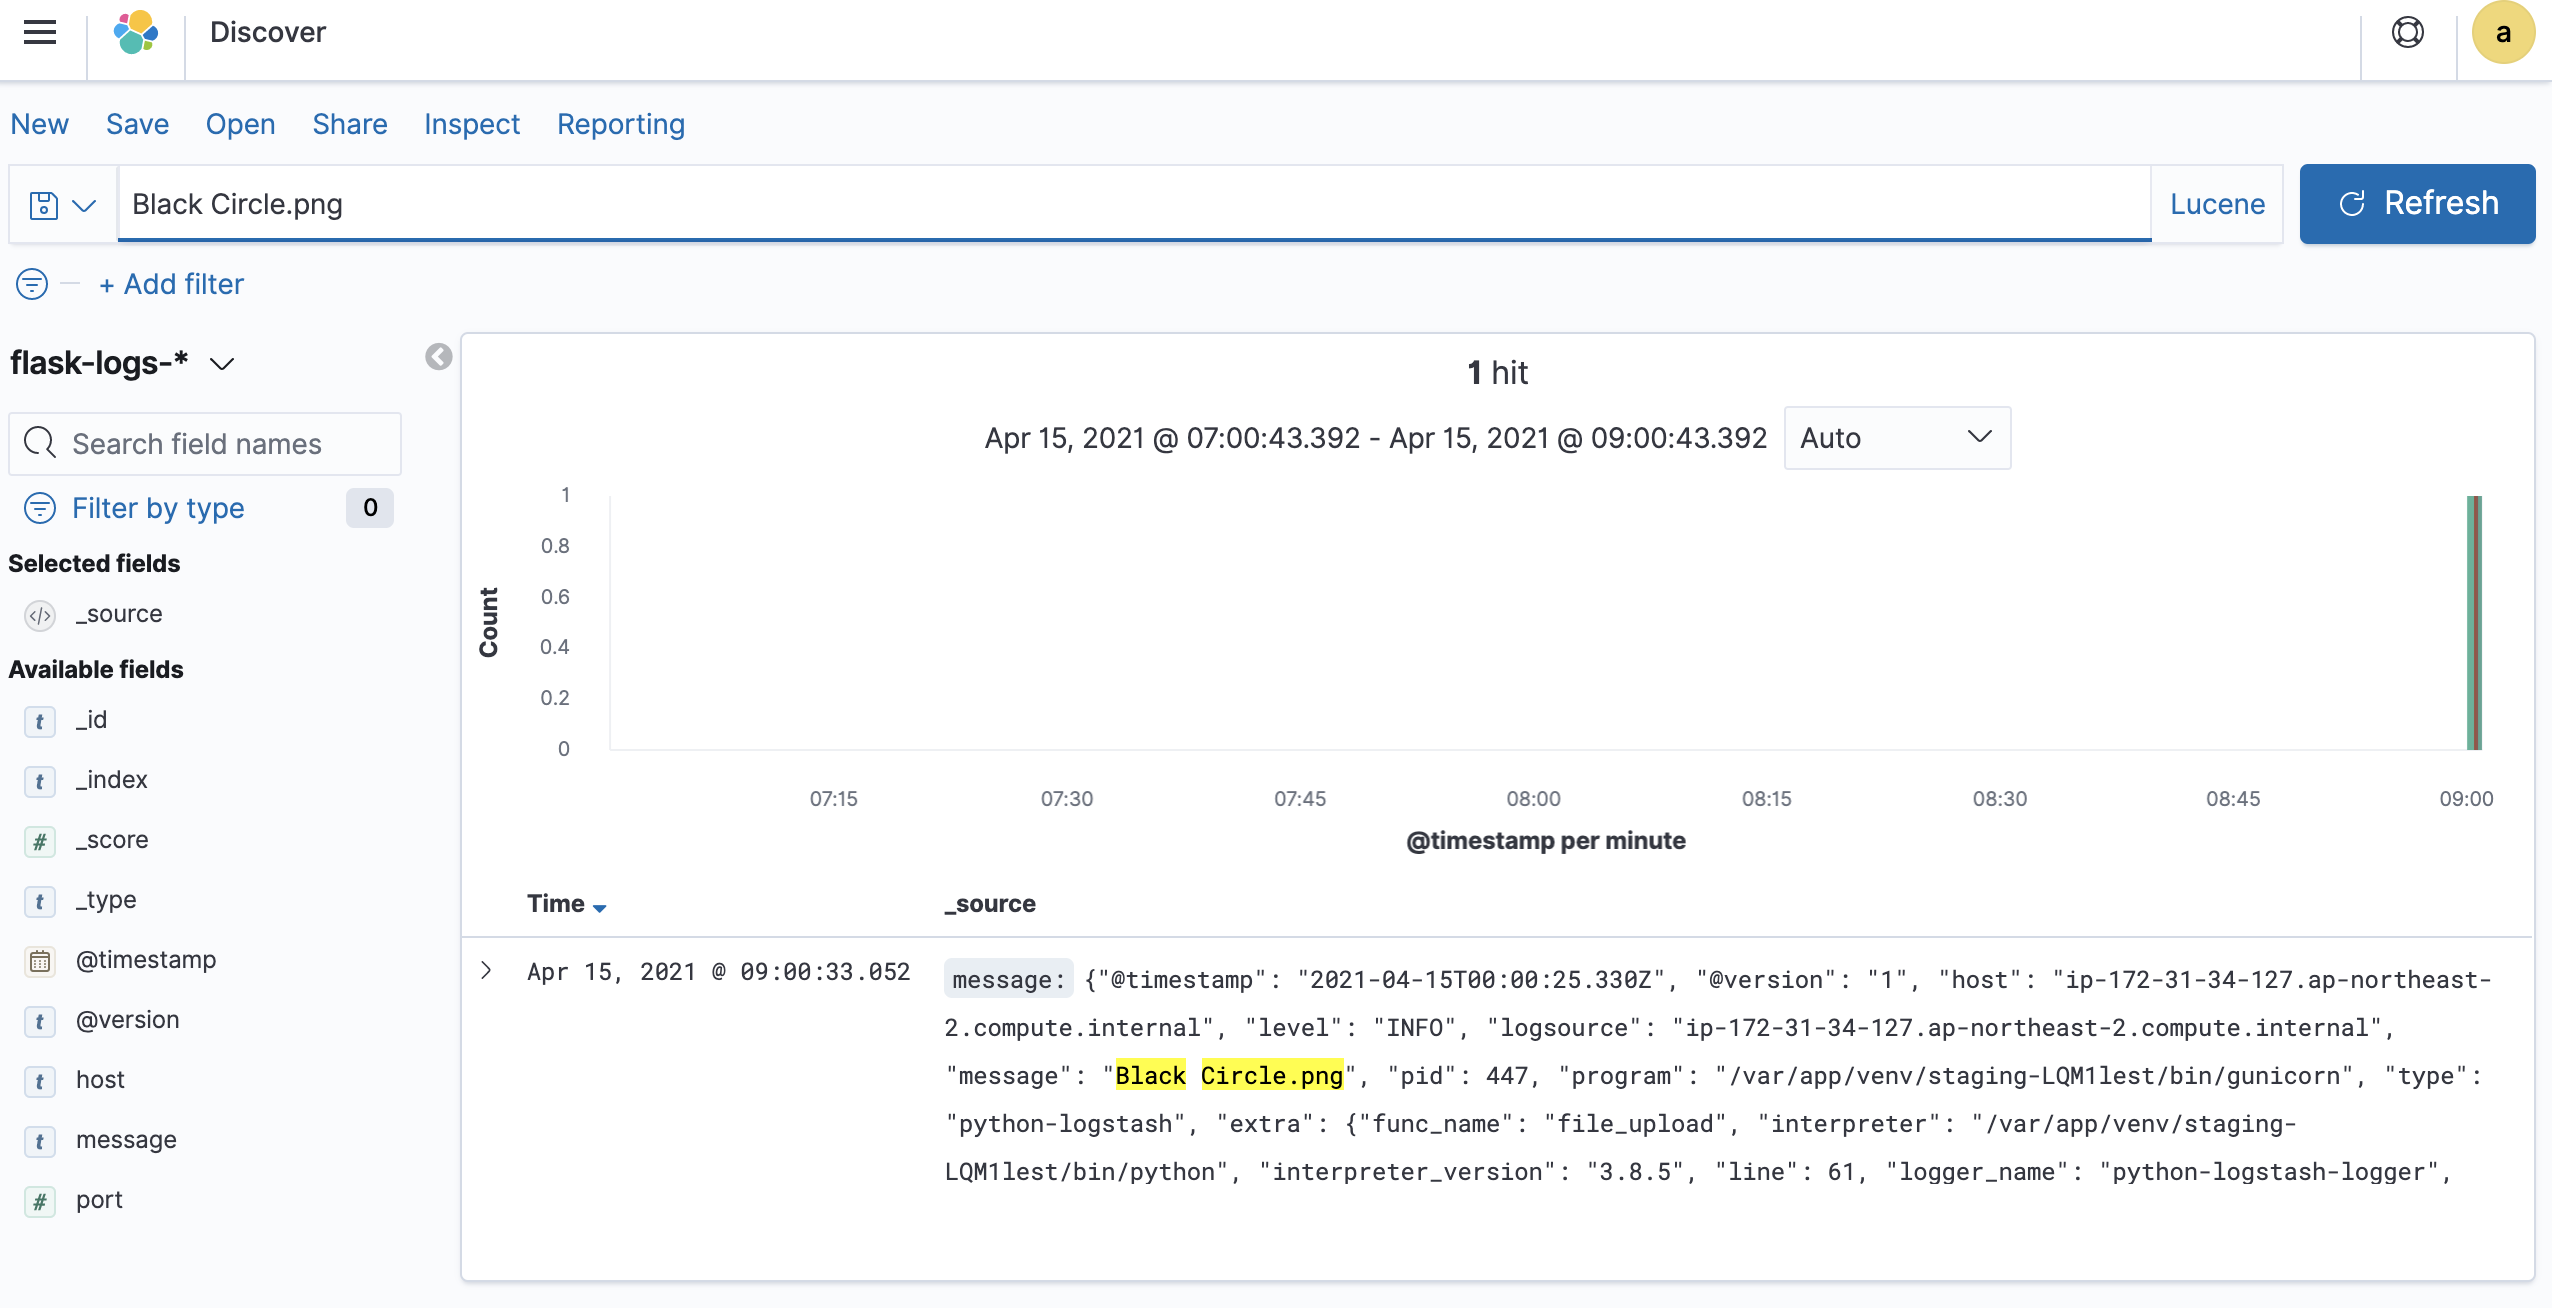 Discover
a
New Save Open Share Inspect Reporting
Black Circle.png
Lucene
Refresh
+ Add filter
flask-logs-*
Search field names
Filter by type 0
Selected fields
_source
Available fields
_id
_index
_score
_type
@timestamp
@version
host
message
port
1 hit
Apr 15, 2021 @ 07:00:43.392 - Apr 15, 2021 @ 09:00:43.392 Auto
Count
1
0.8
0.6
0.4
0.2
0
07:15 07:30 07:45 08:00 08:15 08:30 08:45 09:00
@timestamp per minute
Time _source
Apr 15, 2021 @ 09:00:33.052
message: {"@timestamp": "2021-04-15T00:00:25.330Z", "@version": "1", "host": "ip-172-31-34-127.ap-northeast-
2.compute.internal", "level": "INFO", "logsource": "ip-172-31-34-127.ap-northeast-2.compute.internal",
"message": "Black Circle.png", "pid": 447, "program": "/var/app/venv/staging-LQM1lest/bin/gunicorn", "type":
"python-logstash", "extra": {"func_name": "file_upload", "interpreter": "/var/app/venv/staging-
LQM1lest/bin/python", "interpreter_version": "3.8.5", "line": 61, "logger_name": "python-logstash-logger",